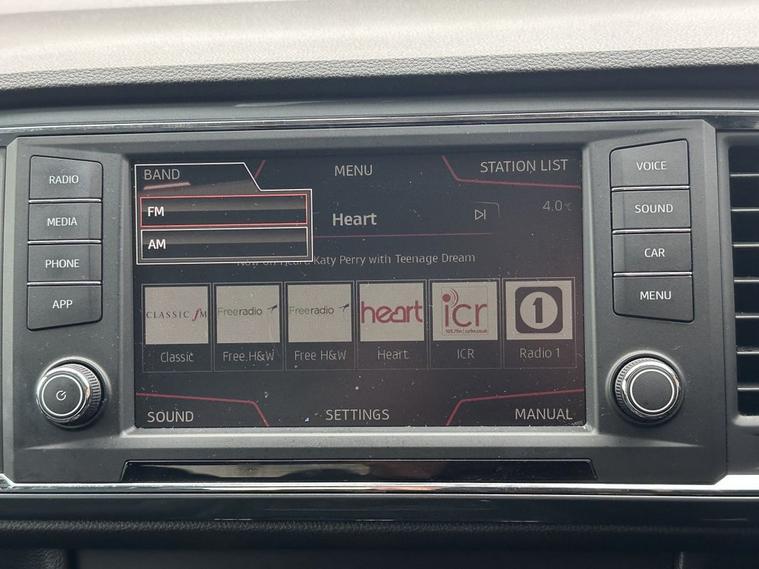 RADIO
MEDIA
PHONE
APP
BAND
MENU
STATION LIST
FM
AM
Heart
4.0
Katy Perry with Teenage Dream
CLASSIC fM
Freeradio
Freeradio
heart
icr
1
Classic
Free.H&W
Free H&W
Heart
ICR
Radio 1
SOUND
SETTINGS
MANUAL
VOICE
SOUND
CAR
MENU